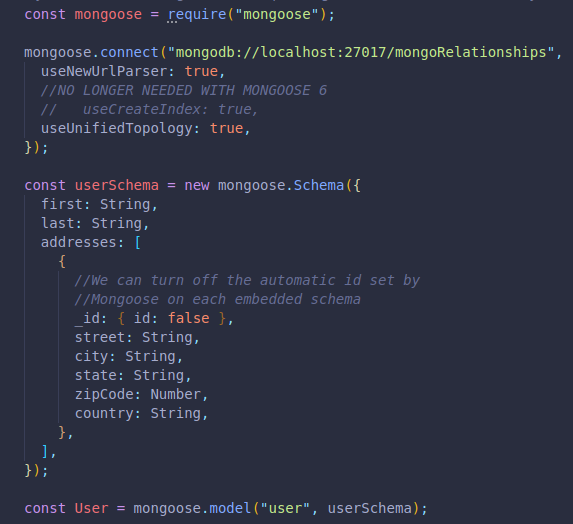 const mongoose = require("mongoose");
mongoose.connect("mongodb://localhost:27017/mongoRelationships",
useNewUrlParser: true,
//NO LONGER NEEDED WITH MONGOOSE 6
//   useCreateIndex: true,
useUnifiedTopology: true,
});
const userSchema = new mongoose.Schema({
first: String,
last: String,
addresses: [
{
//We can turn off the automatic id set by
//Mongoose on each embedded schema
_id: { id: false },
street: String,
city: String,
state: String,
zipCode: Number,
country: String,
},
],
});
const User = mongoose.model("user", userSchema);